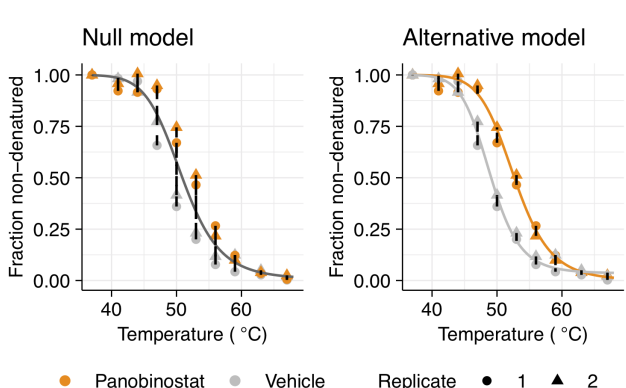 Null model
Fraction non−denatured
1.00
0.75
0.50
0.25
0.00
40 50 60
Temperature ( °C)
Alternative model
Fraction non−denatured
1.00
0.75
0.50
0.25
0.00
40 50 60
Temperature ( °C)
Panobinostat Vehicle Replicate 1 2